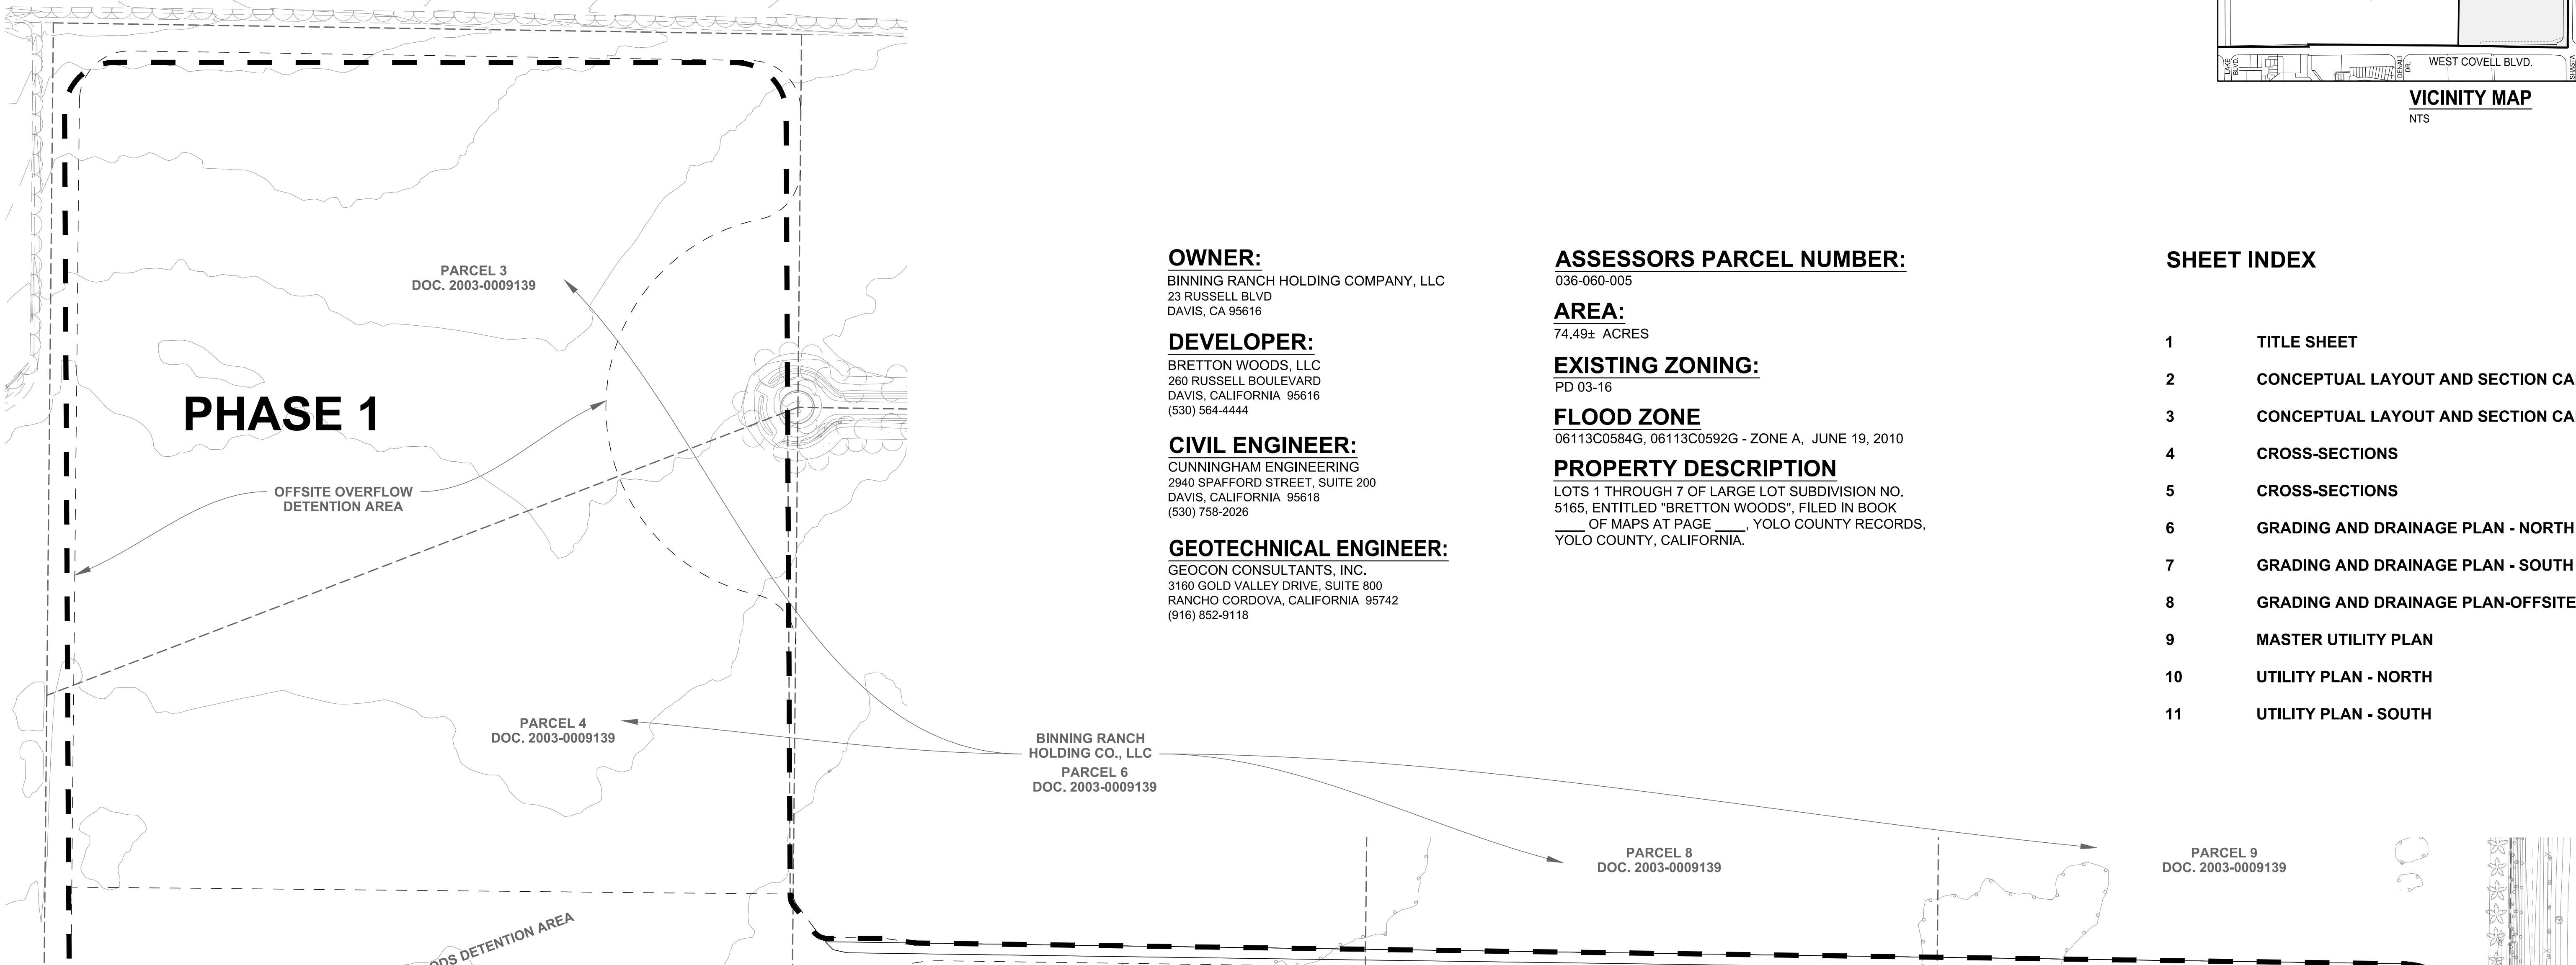 LAKE
BLVD.
DENALI
DR.
WEST COVELL BLVD.
SHASTA
VICINITY MAP
NTS
PARCEL 3
DOC. 2003-0009139
PHASE 1
OFFSITE OVERFLOW
DETENTION AREA
PARCEL 4
DOC. 2003-0009139
BINNING RANCH
HOLDING CO., LLC
PARCEL 6
DOC. 2003-0009139
PARCEL 8
DOC. 2003-0009139
PARCEL 9
DOC. 2003-0009139
ODS DETENTION AREA
OWNER:
BINNING RANCH HOLDING COMPANY, LLC
23 RUSSELL BLVD
DAVIS, CA 95616
DEVELOPER:
BRETTON WOODS, LLC
260 RUSSELL BOULEVARD
DAVIS, CALIFORNIA 95616
(530) 564-4444
CIVIL ENGINEER:
CUNNINGHAM ENGINEERING
2940 SPAFFORD STREET, SUITE 200
DAVIS, CALIFORNIA 95618
(530) 758-2026
GEOTECHNICAL ENGINEER:
GEOCON CONSULTANTS, INC.
3160 GOLD VALLEY DRIVE, SUITE 800
RANCHO CORDOVA, CALIFORNIA 95742
(916) 852-9118
ASSESSORS PARCEL NUMBER:
036-060-005
AREA:
74.49± ACRES
EXISTING ZONING:
PD 03-16
FLOOD ZONE
06113C0584G, 06113C0592G - ZONE A, JUNE 19, 2010
PROPERTY DESCRIPTION
LOTS 1 THROUGH 7 OF LARGE LOT SUBDIVISION NO.
5165, ENTITLED "BRETTON WOODS", FILED IN BOOK
____ OF MAPS AT PAGE ____, YOLO COUNTY RECORDS,
YOLO COUNTY, CALIFORNIA.
SHEET INDEX
1 TITLE SHEET
2 CONCEPTUAL LAYOUT AND SECTION CA
3 CONCEPTUAL LAYOUT AND SECTION CA
4 CROSS-SECTIONS
5 CROSS-SECTIONS
6 GRADING AND DRAINAGE PLAN - NORTH
7 GRADING AND DRAINAGE PLAN - SOUTH
8 GRADING AND DRAINAGE PLAN-OFFSITE
9 MASTER UTILITY PLAN
10 UTILITY PLAN - NORTH
11 UTILITY PLAN - SOUTH